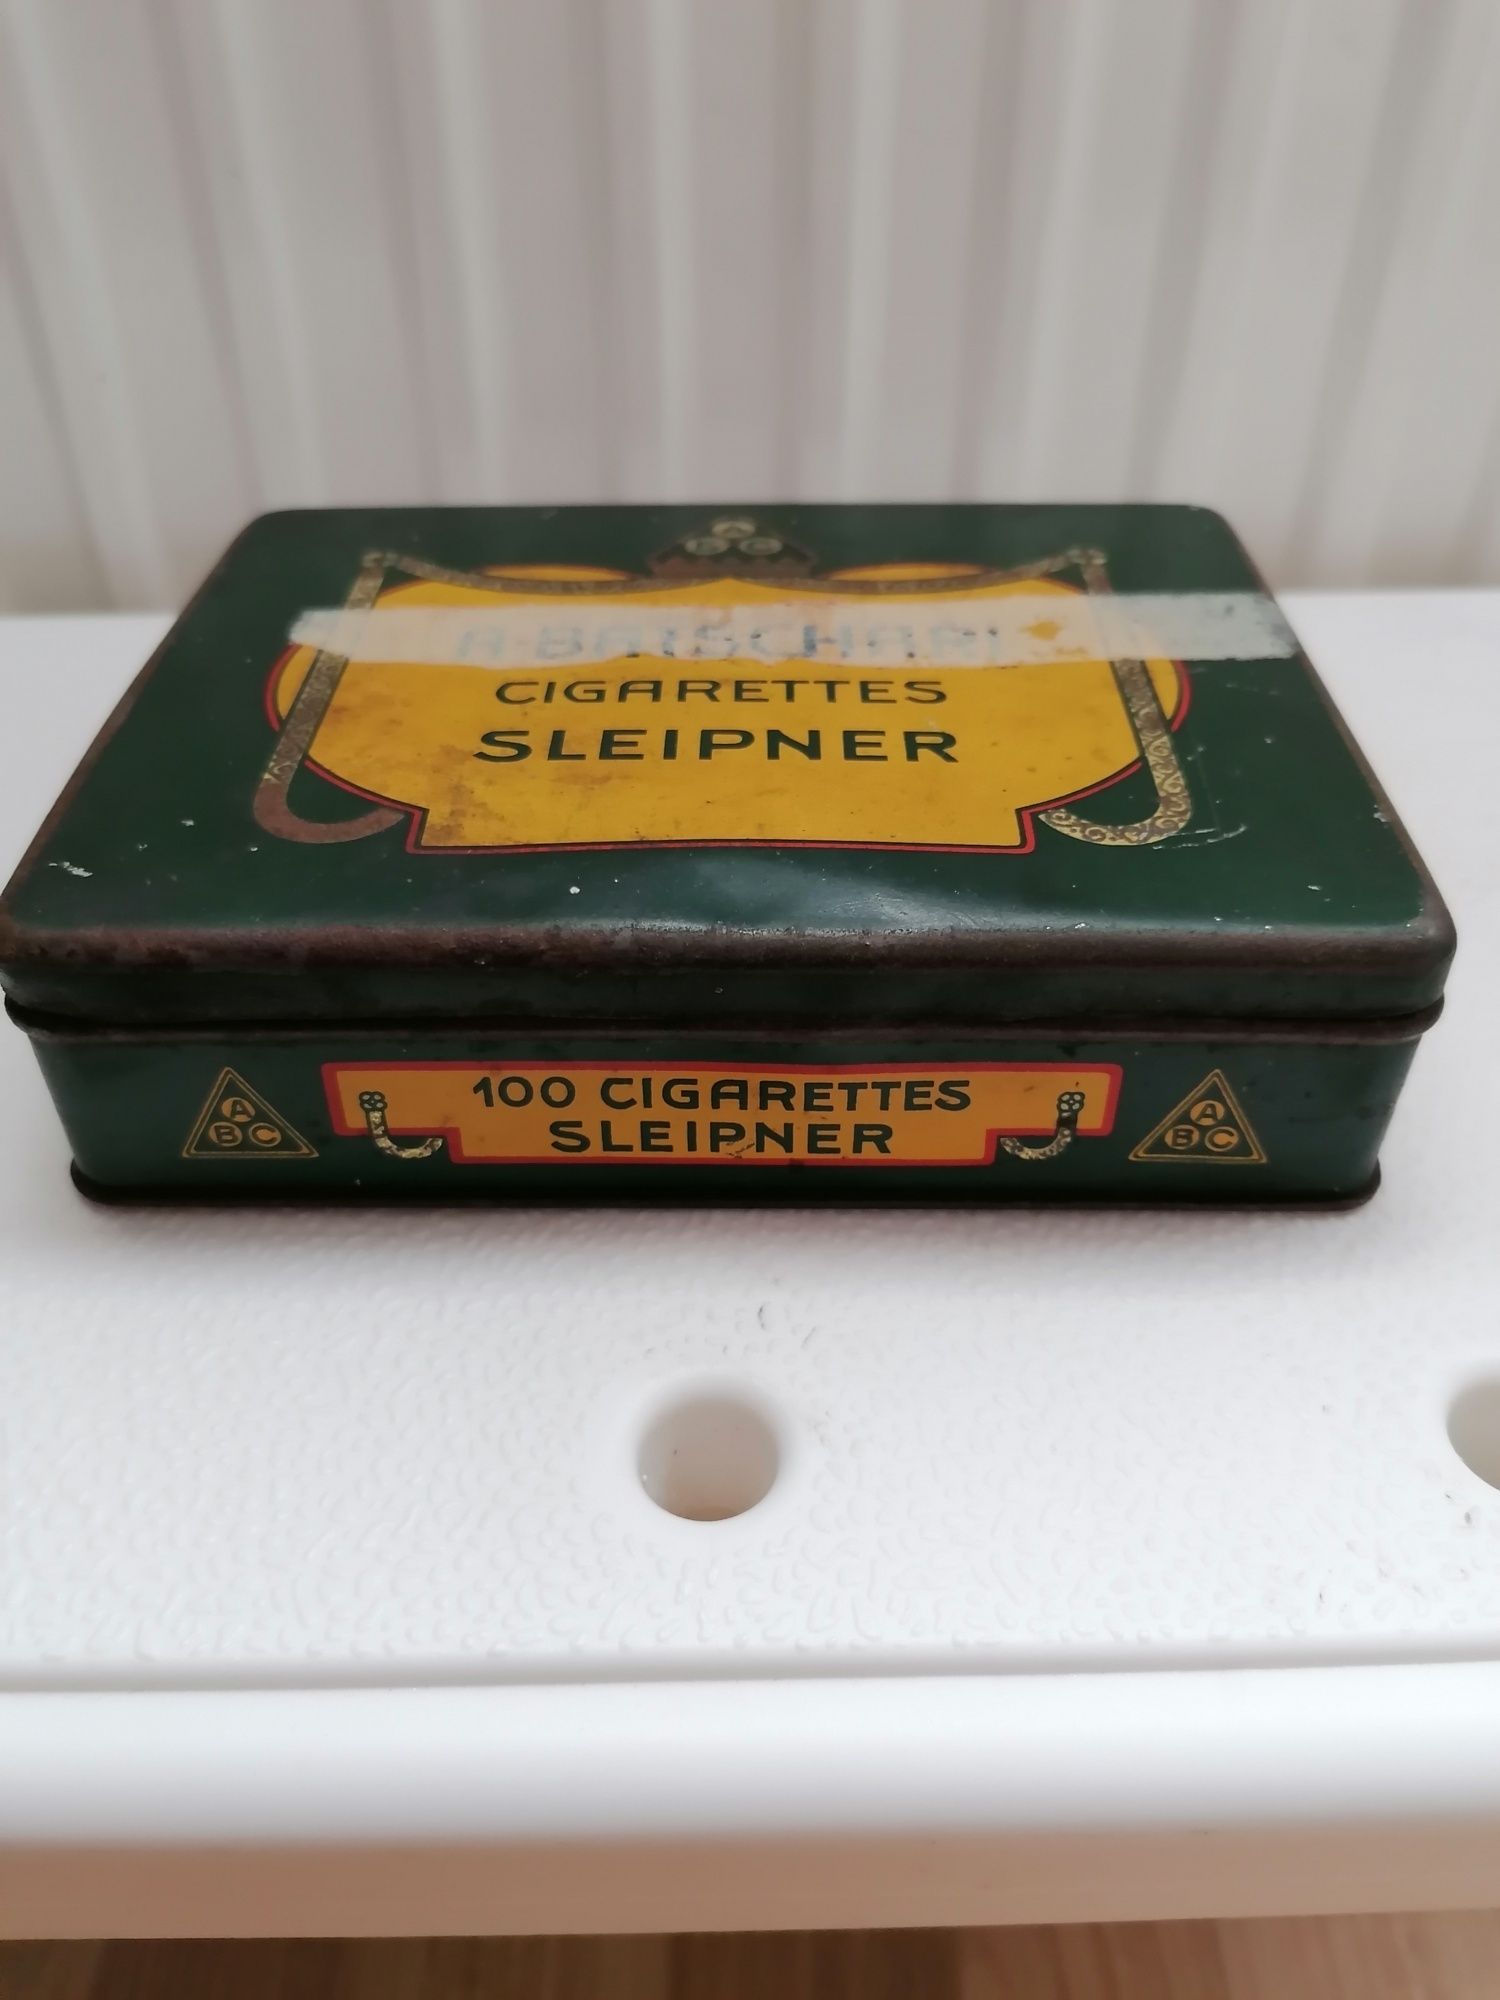 A
B C
A·BATSCHARI
CIGARETTES
SLEIPNER
A
B C
100 CIGARETTES
SLEIPNER
A
B C